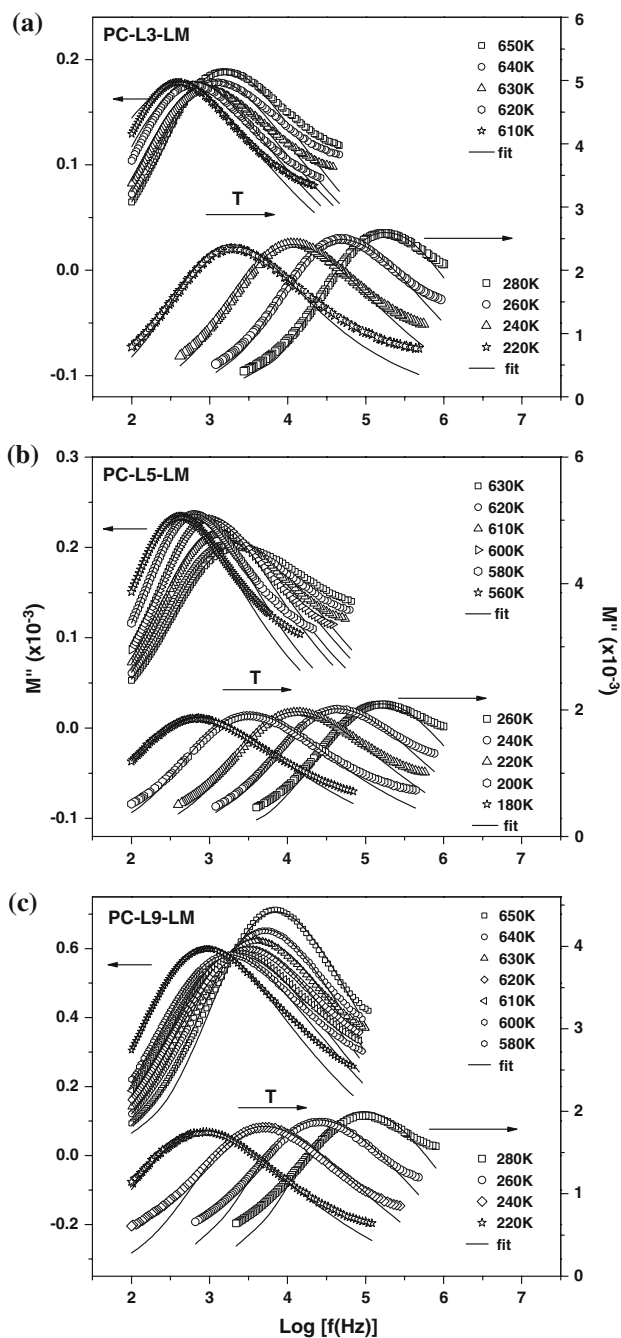 (a)
PC-L3-LM
650K
640K
630K
620K
610K
fit
T
280K
260K
240K
220K
fit
0.2
0.1
0.0
-0.1
6
5
4
3
2
1
0
2 3 4 5 6 7
(b)
PC-L5-LM
630K
620K
610K
600K
580K
560K
fit
T
260K
240K
220K
200K
180K
fit
0.3
0.2
0.1
0.0
-0.1
M'' (x10-3)
6
4
2
0
M'' (x10-3)
2 3 4 5 6 7
(c)
PC-L9-LM
650K
640K
630K
620K
610K
600K
580K
fit
T
280K
260K
240K
220K
fit
0.6
0.4
0.2
0.0
-0.2
4
3
2
1
0
2 3 4 5 6 7
Log [f(Hz)]